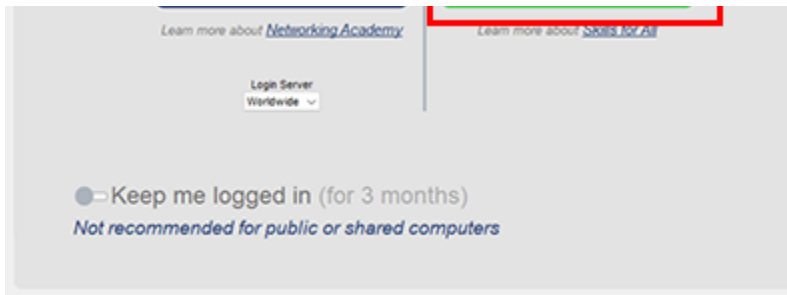 Learn more about Networking Academy
Learn more about Skills for All
Login Server
Worldwide
Keep me logged in (for 3 months)
Not recommended for public or shared computers